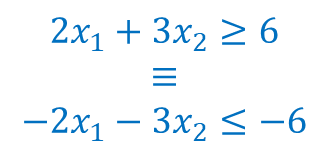 2x₁ + 3x₂ ≥ 6
≡
−2x₁ − 3x₂ ≤ −6